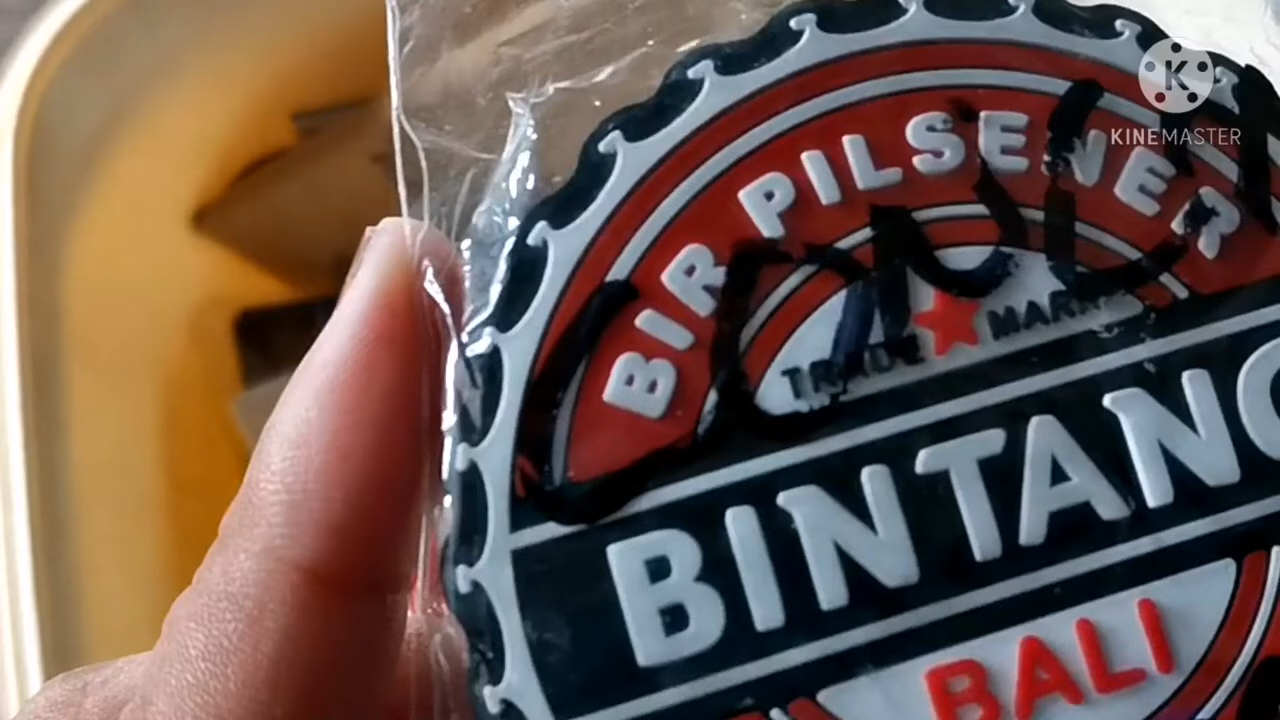 K
KINEMASTER
BIR PILSENER
TRADE MARK
BINTANG
BALI